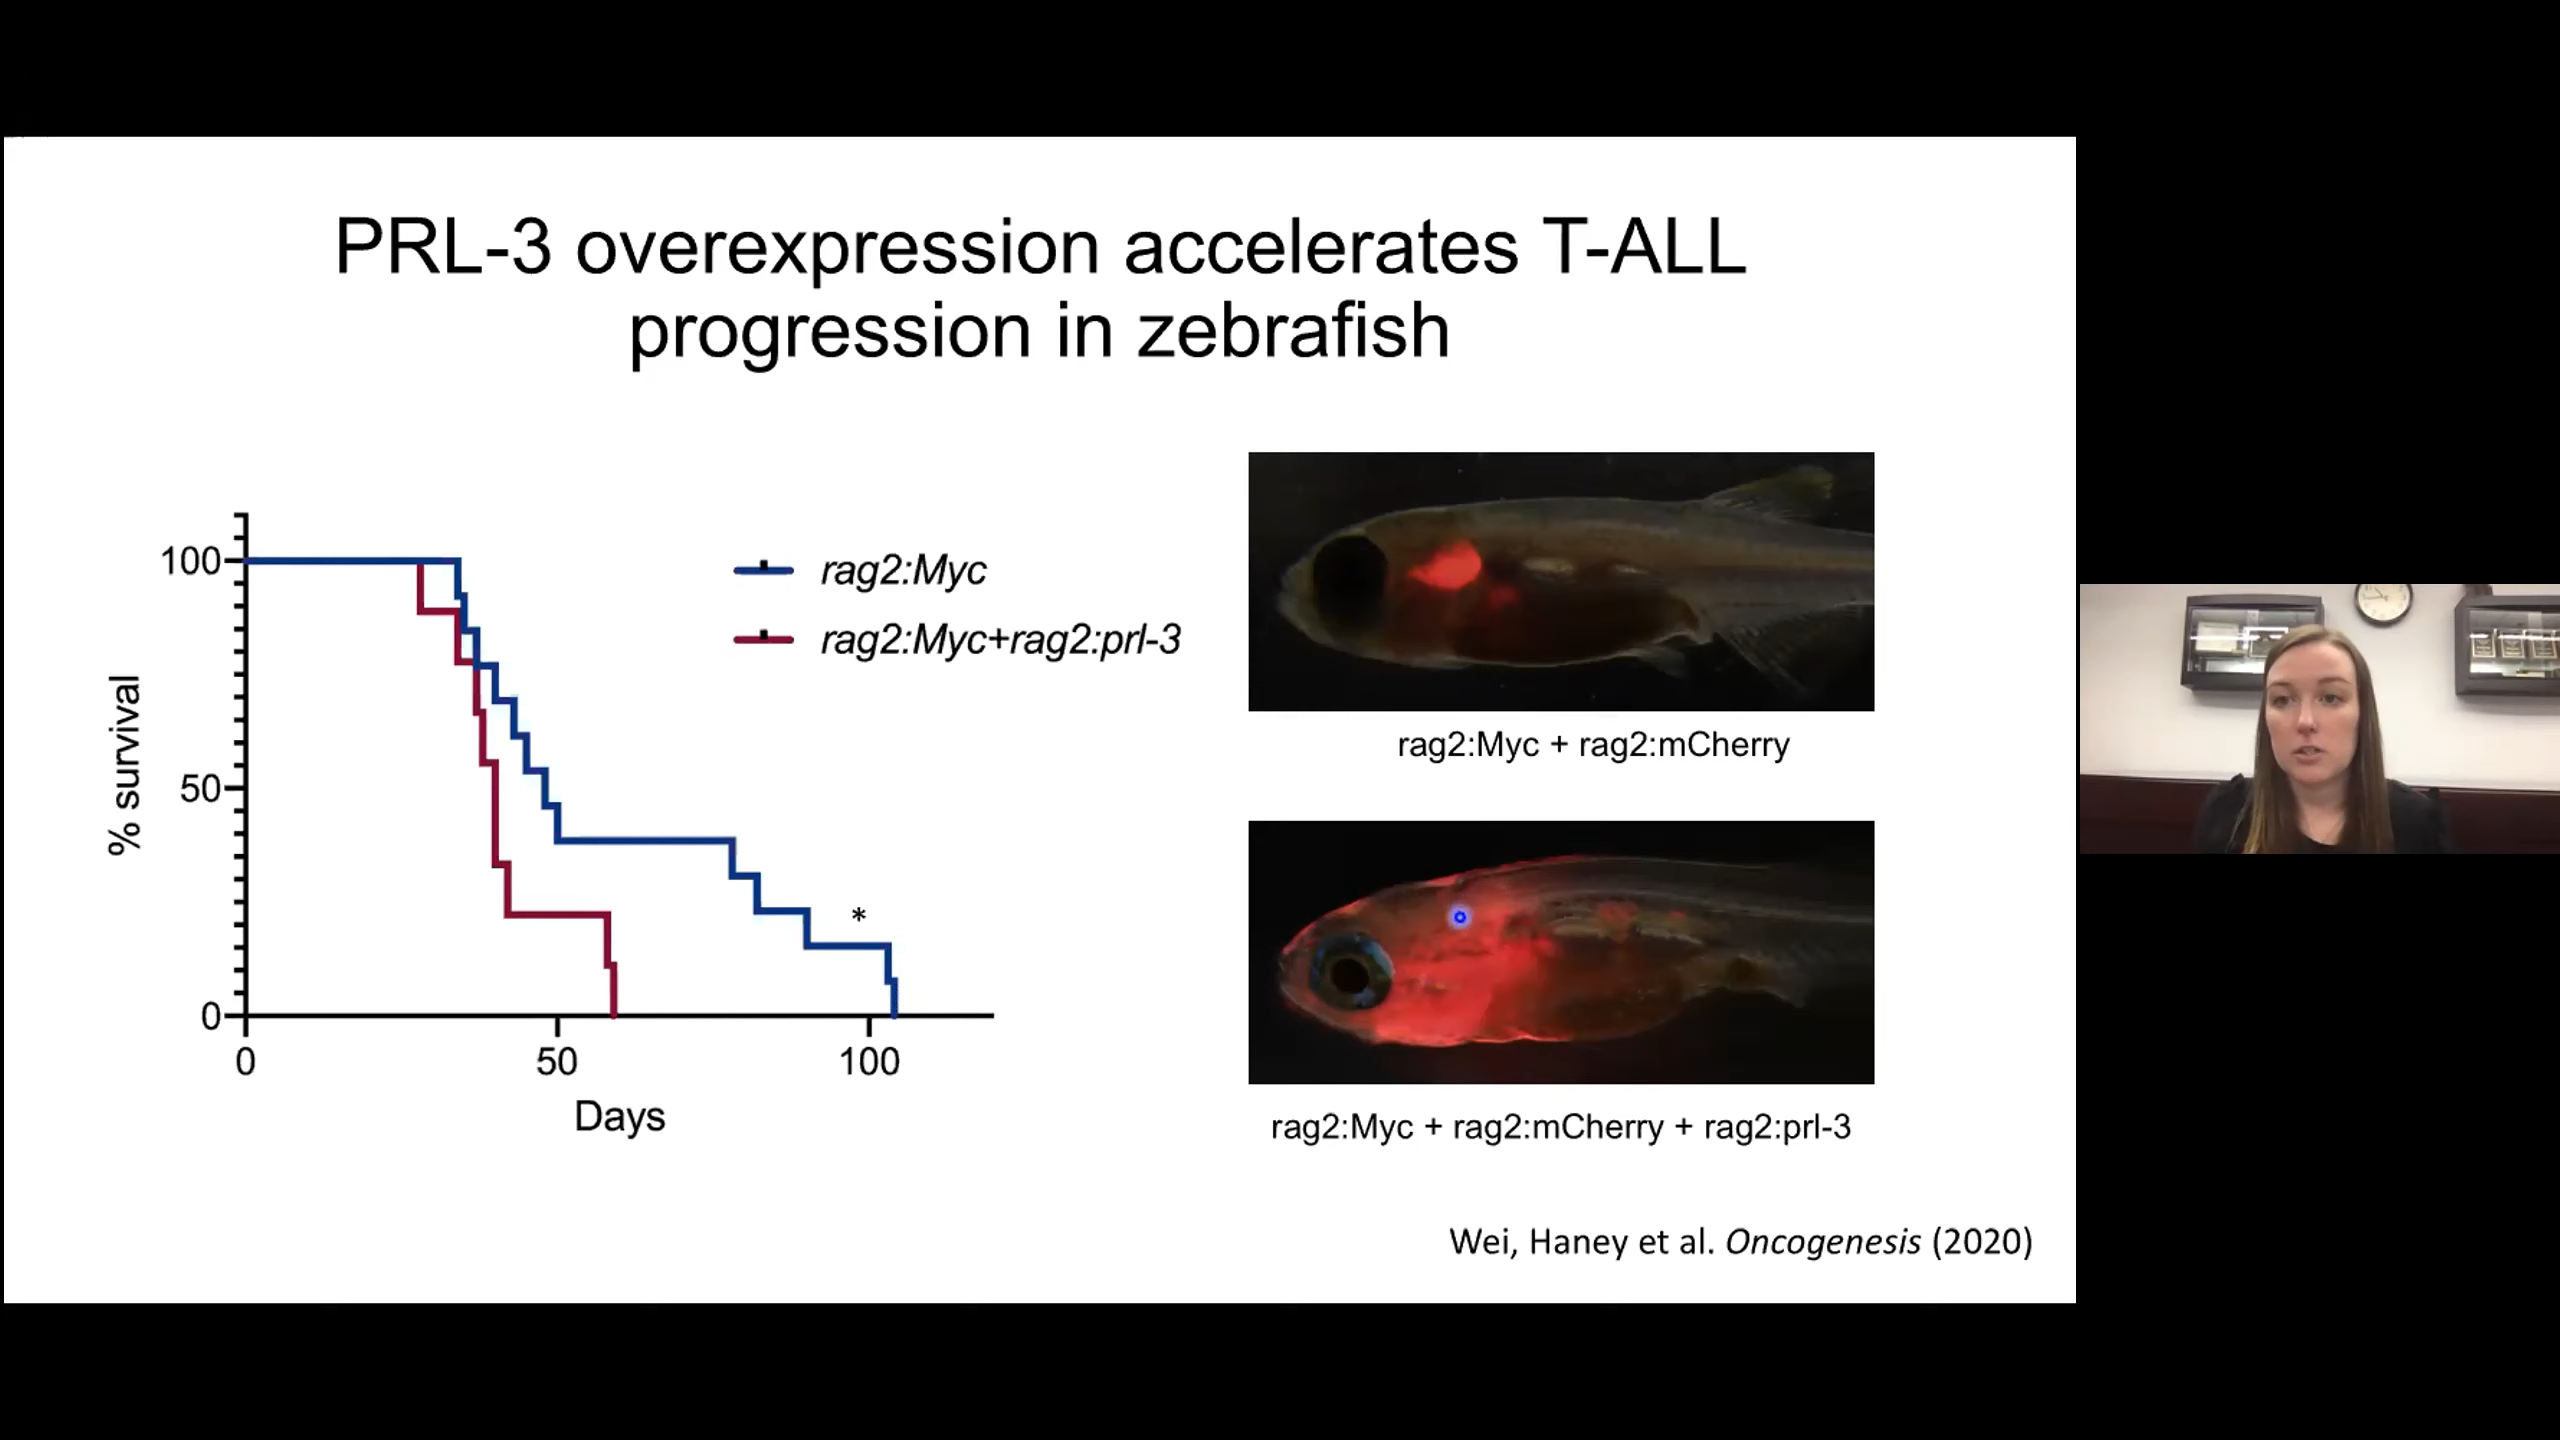 PRL-3 overexpression accelerates T-ALL
progression in zebrafish
% survival
100
50
0
0 50 100
Days
rag2:Myc
rag2:Myc+rag2:prl-3
*
rag2:Myc + rag2:mCherry
rag2:Myc + rag2:mCherry + rag2:prl-3
Wei, Haney et al. Oncogenesis (2020)